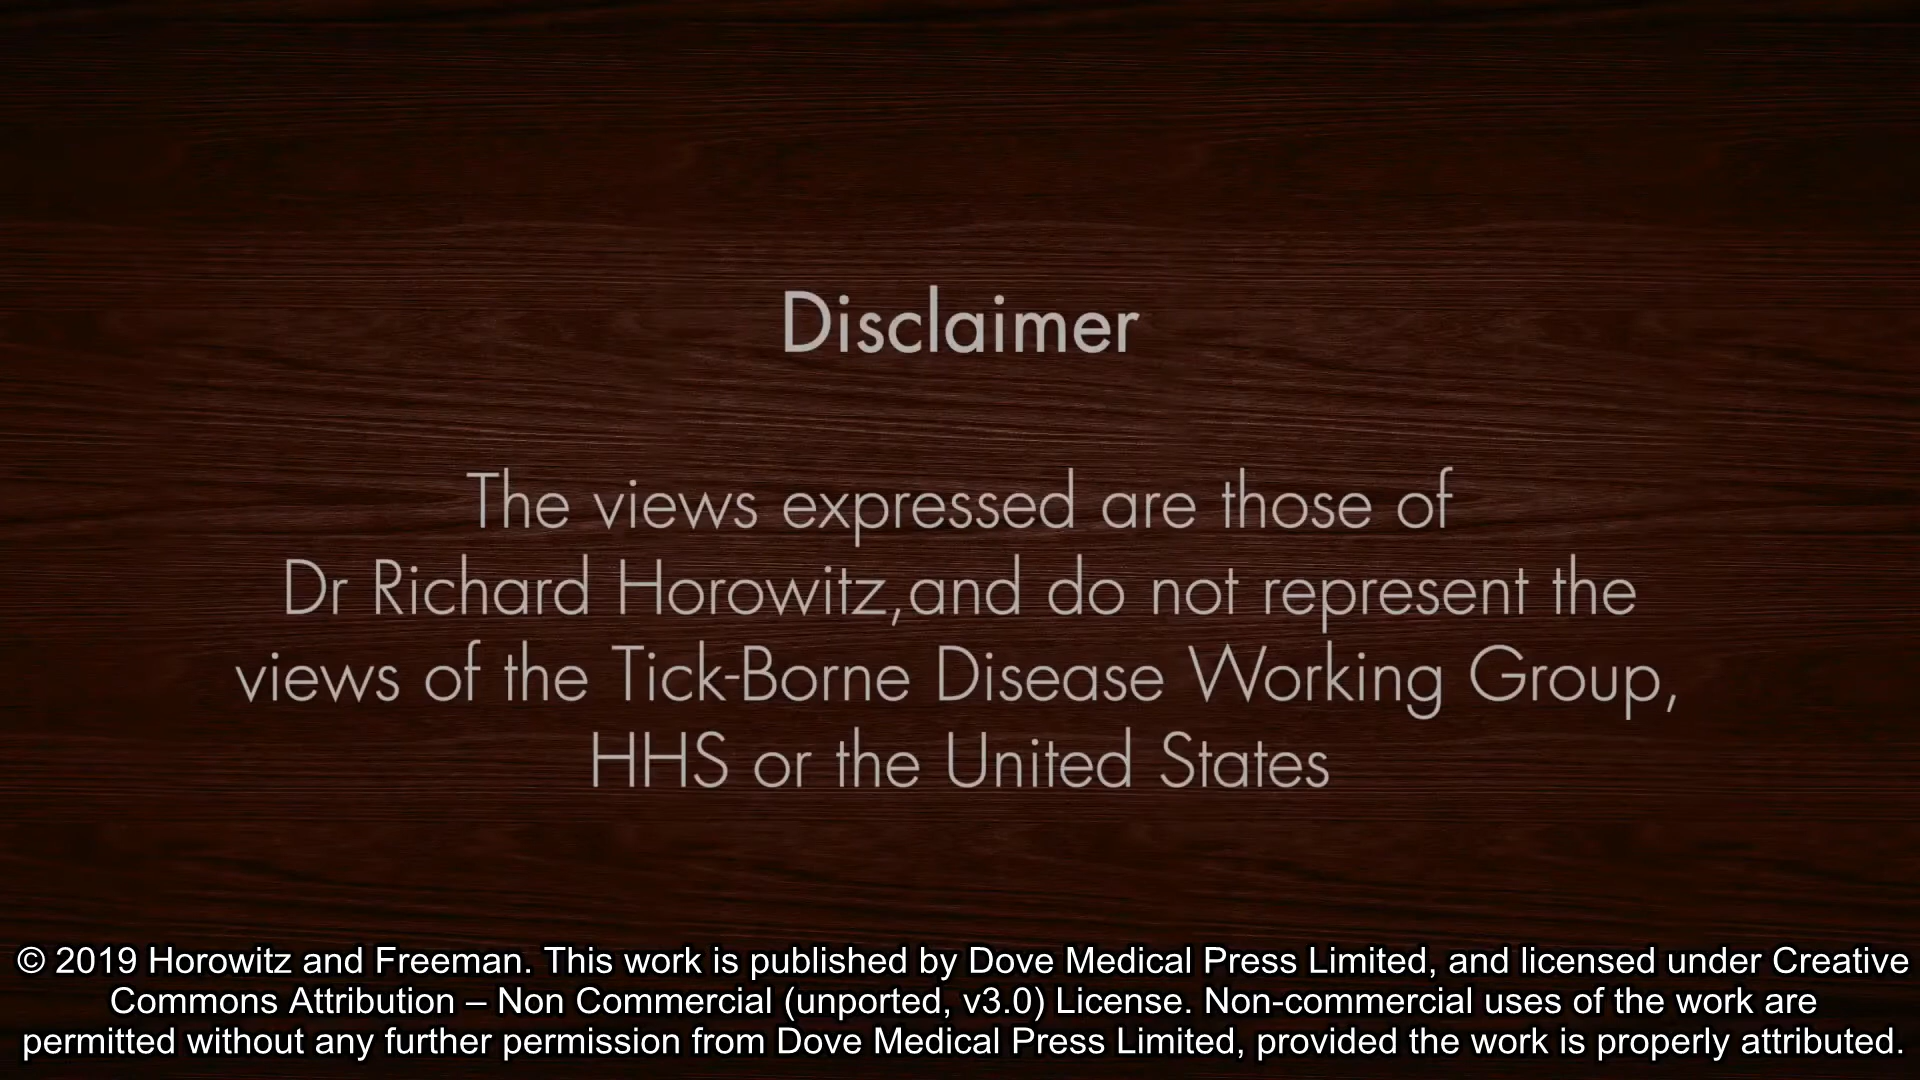 Disclaimer
The views expressed are those of
Dr Richard Horowitz,and do not represent the
views of the Tick-Borne Disease Working Group,
HHS or the United States
© 2019 Horowitz and Freeman. This work is published by Dove Medical Press Limited, and licensed under Creative
Commons Attribution – Non Commercial (unported, v3.0) License. Non-commercial uses of the work are
permitted without any further permission from Dove Medical Press Limited, provided the work is properly attributed.